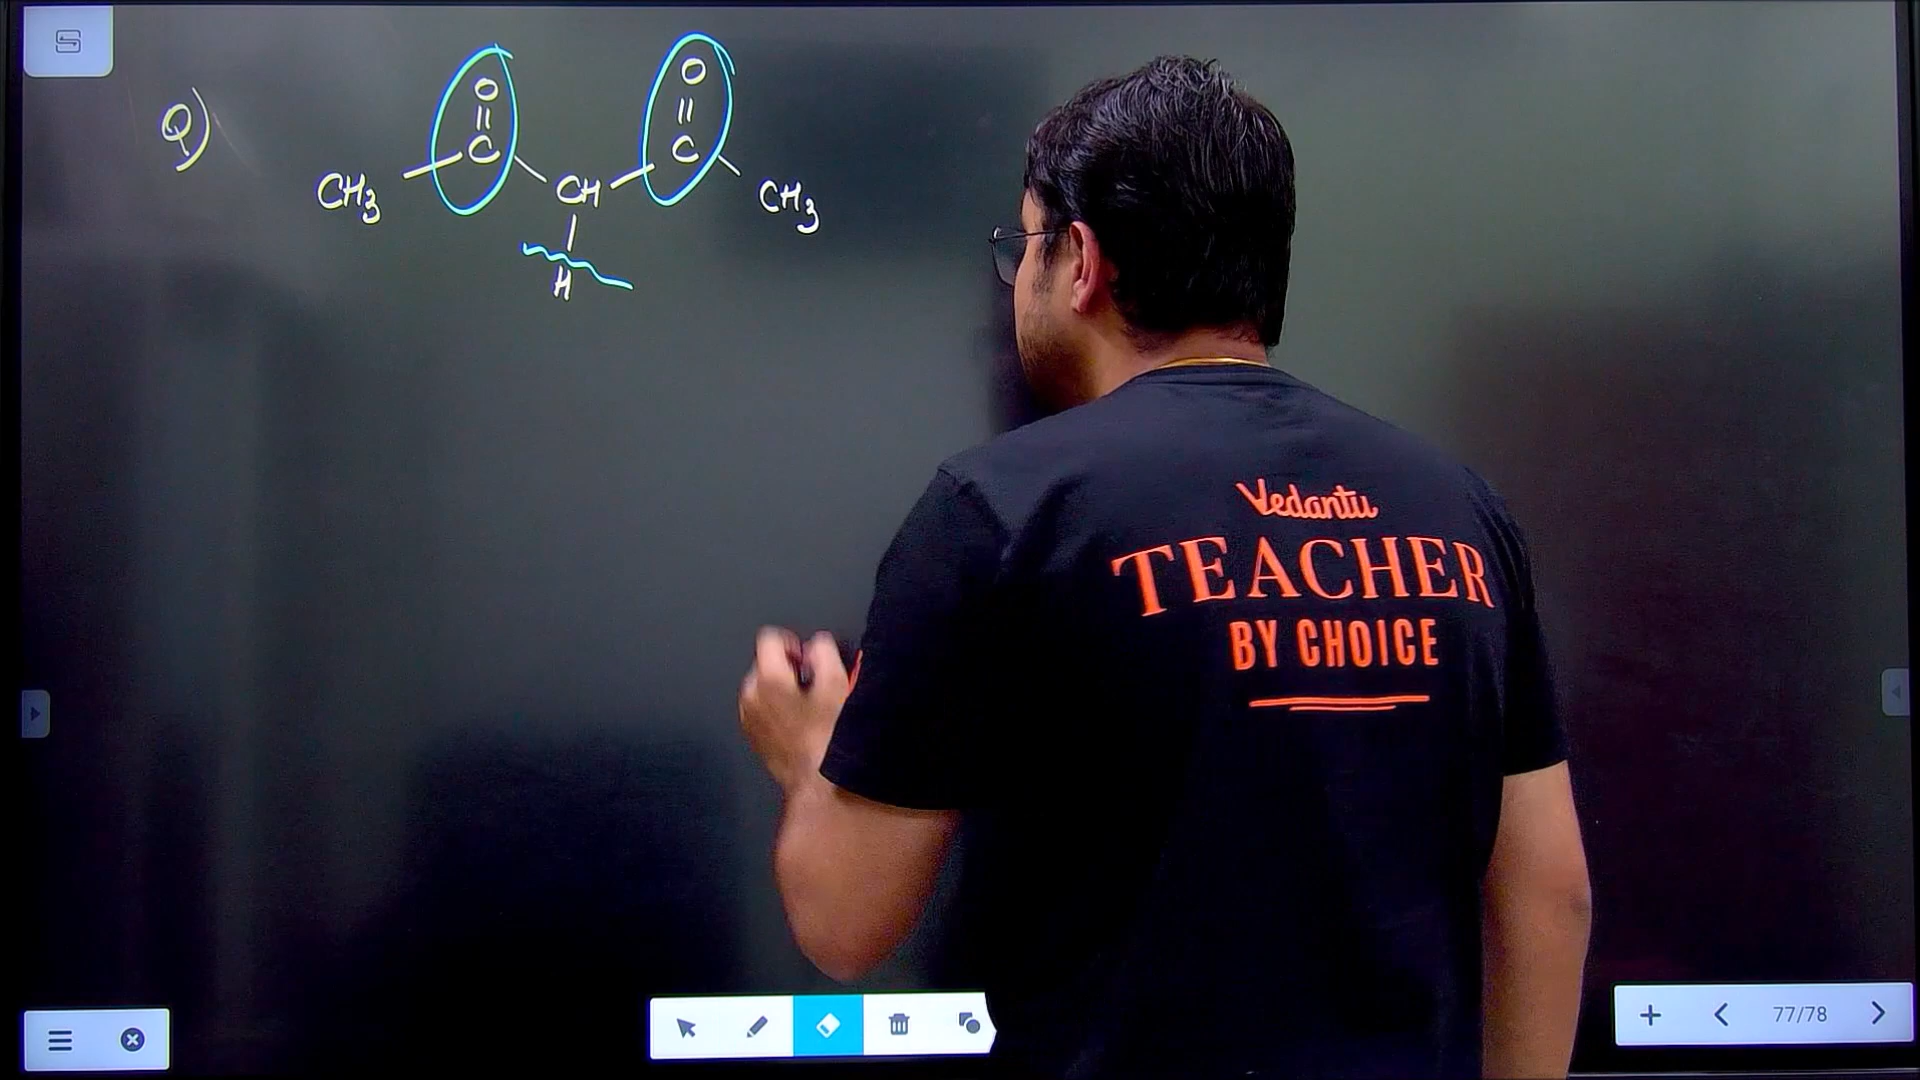 Q)
O O
|| ||
C C
CH3 CH CH3
H
Vedantu
TEACHER
BY CHOICE
77/78